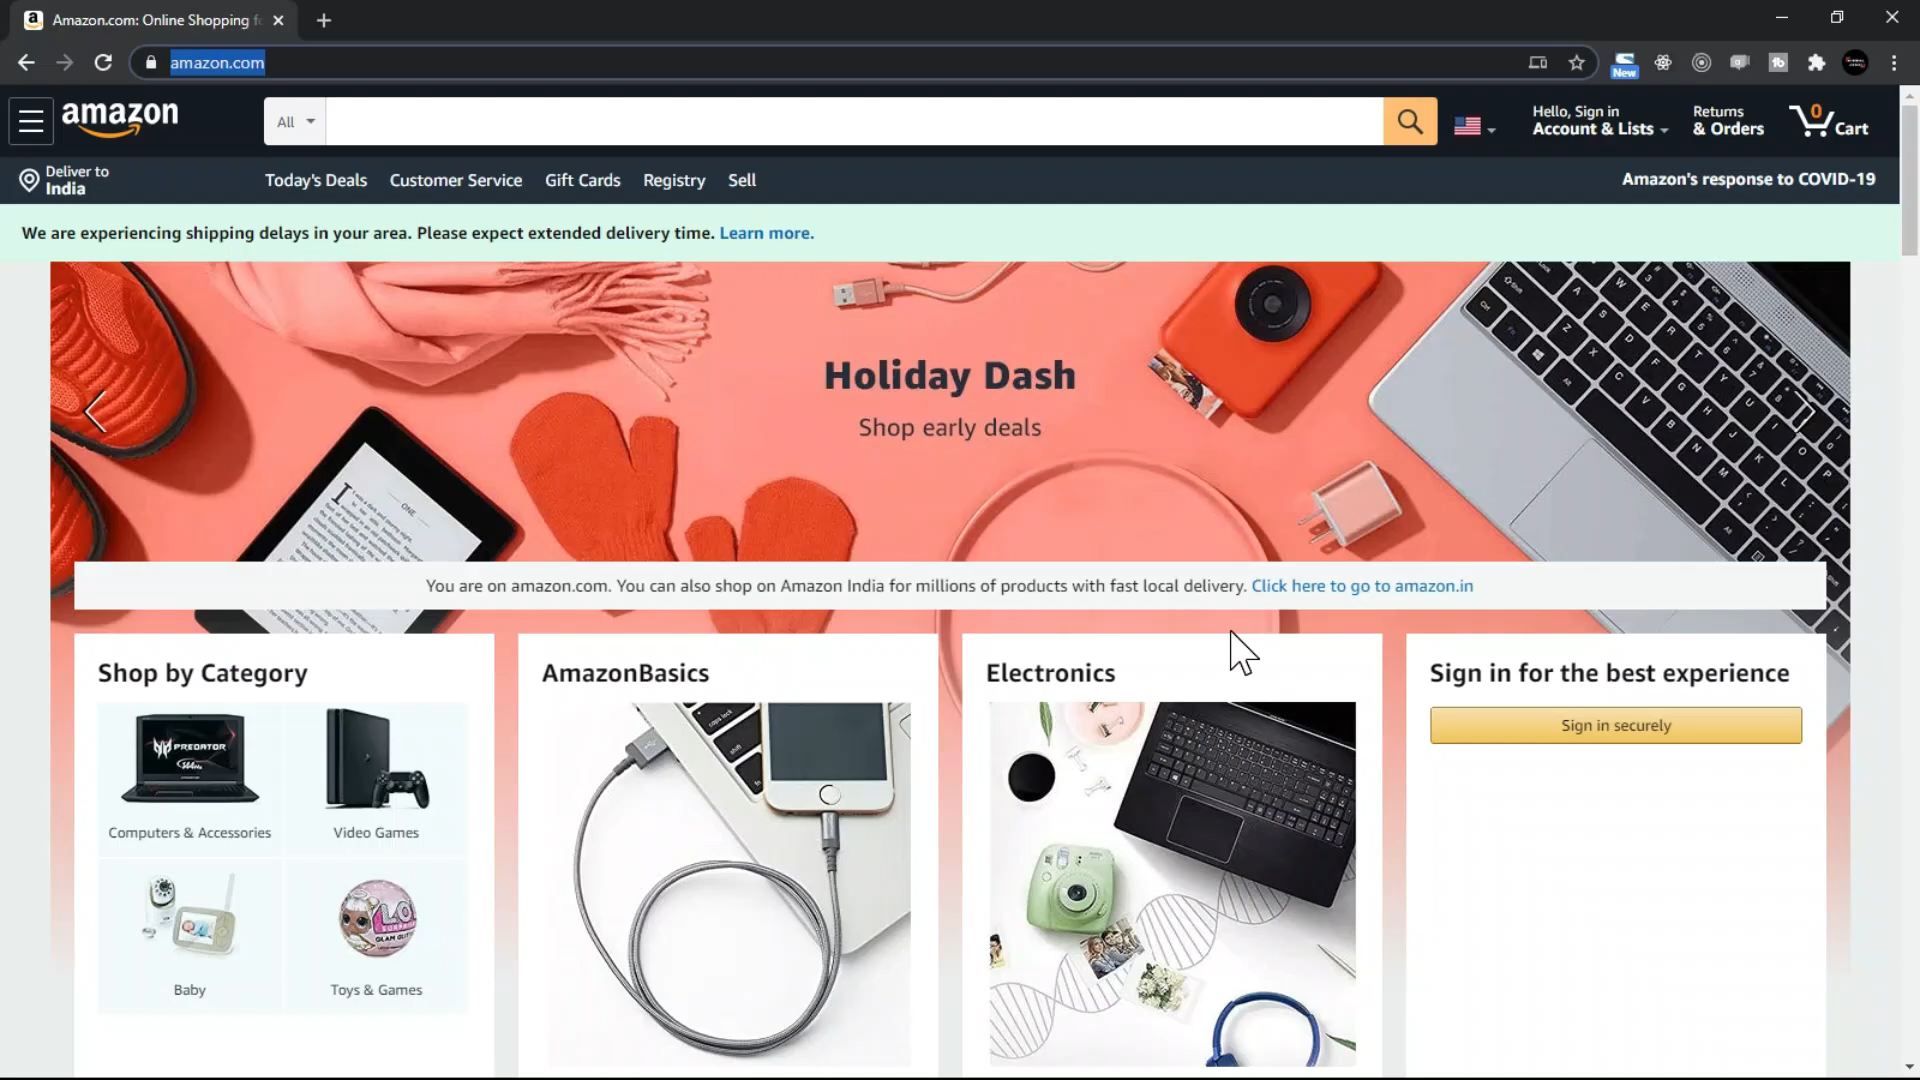 Amazon.com: Online Shopping f
amazon.com
New
amazon
All
Hello, Sign in
Account & Lists
Returns
& Orders
0
Cart
Deliver to
India
Today's Deals
Customer Service
Gift Cards
Registry
Sell
Amazon's response to COVID-19
We are experiencing shipping delays in your area. Please expect extended delivery time. Learn more.
Holiday Dash
Shop early deals
You are on amazon.com. You can also shop on Amazon India for millions of products with fast local delivery. Click here to go to amazon.in
Shop by Category
AmazonBasics
Electronics
Sign in for the best experience
PREDATOR
144Hz
Sign in securely
Computers & Accessories
Video Games
Baby
Toys & Games